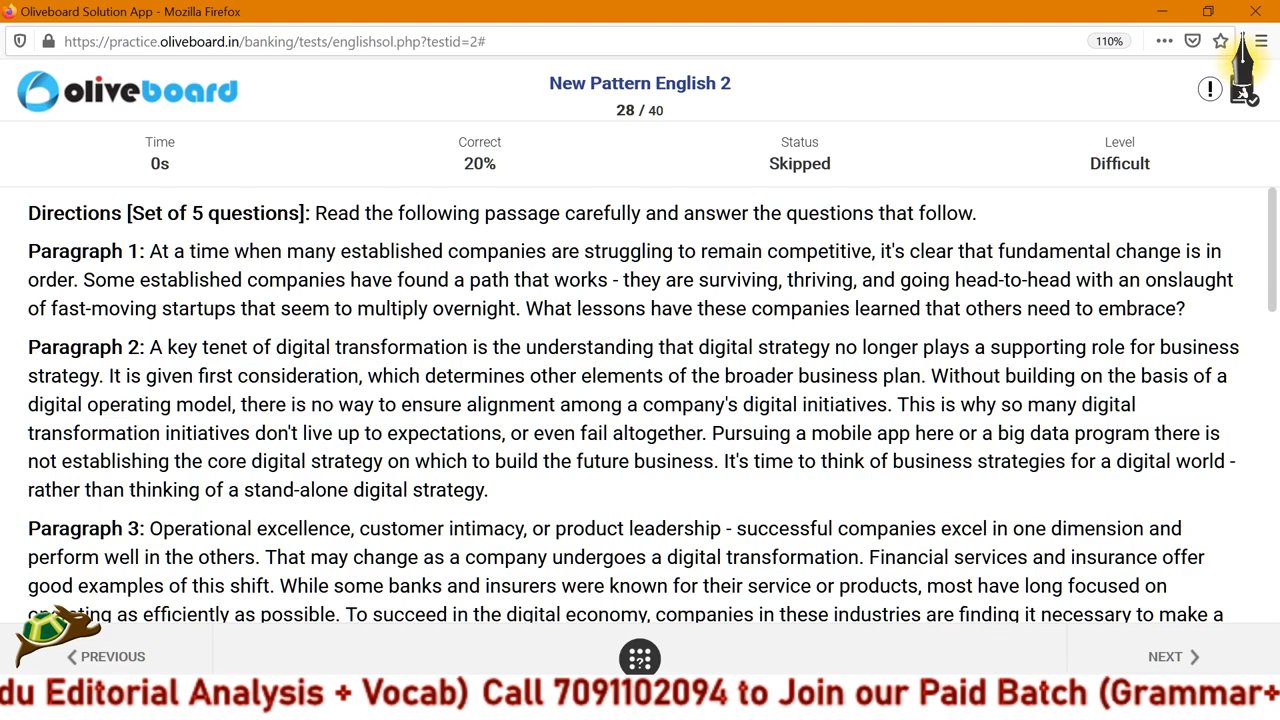 Oliveboard Solution App - Mozilla Firefox
https://practice.oliveboard.in/banking/tests/englishsol.php?testid=2#
110%
oliveboard
New Pattern English 2
28 / 40
Time
Correct
Status
Level
0s
20%
Skipped
Difficult
Directions [Set of 5 questions]: Read the following passage carefully and answer the questions that follow.
Paragraph 1: At a time when many established companies are struggling to remain competitive, it's clear that fundamental change is in
order. Some established companies have found a path that works - they are surviving, thriving, and going head-to-head with an onslaught
of fast-moving startups that seem to multiply overnight. What lessons have these companies learned that others need to embrace?
Paragraph 2: A key tenet of digital transformation is the understanding that digital strategy no longer plays a supporting role for business
strategy. It is given first consideration, which determines other elements of the broader business plan. Without building on the basis of a
digital operating model, there is no way to ensure alignment among a company's digital initiatives. This is why so many digital
transformation initiatives don't live up to expectations, or even fail altogether. Pursuing a mobile app here or a big data program there is
not establishing the core digital strategy on which to build the future business. It's time to think of business strategies for a digital world -
rather than thinking of a stand-alone digital strategy.
Paragraph 3: Operational excellence, customer intimacy, or product leadership - successful companies excel in one dimension and
perform well in the others. That may change as a company undergoes a digital transformation. Financial services and insurance offer
good examples of this shift. While some banks and insurers were known for their service or products, most have long focused on
as efficiently as possible. To succeed in the digital economy, companies in these industries are finding it necessary to make a
PREVIOUS
NEXT
du Editorial Analysis + Vocab) Call 7091102094 to Join our Paid Batch (Grammar+